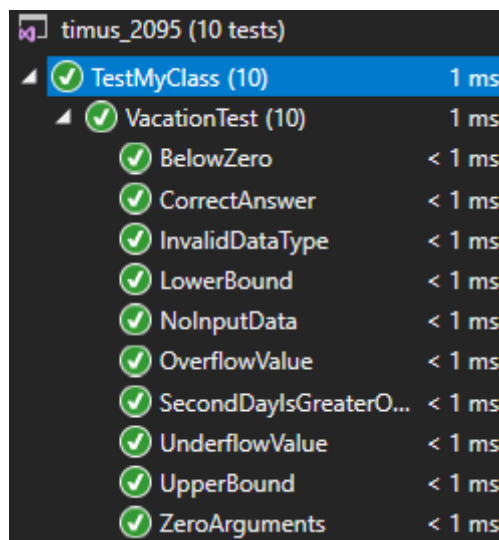 timus_2095 (10 tests)
TestMyClass (10) 1 ms
VacationTest (10) 1 ms
BelowZero < 1 ms
CorrectAnswer < 1 ms
InvalidDataType < 1 ms
LowerBound < 1 ms
NoInputData < 1 ms
OverflowValue < 1 ms
SecondDayIsGreaterO... < 1 ms
UnderflowValue < 1 ms
UpperBound < 1 ms
ZeroArguments < 1 ms